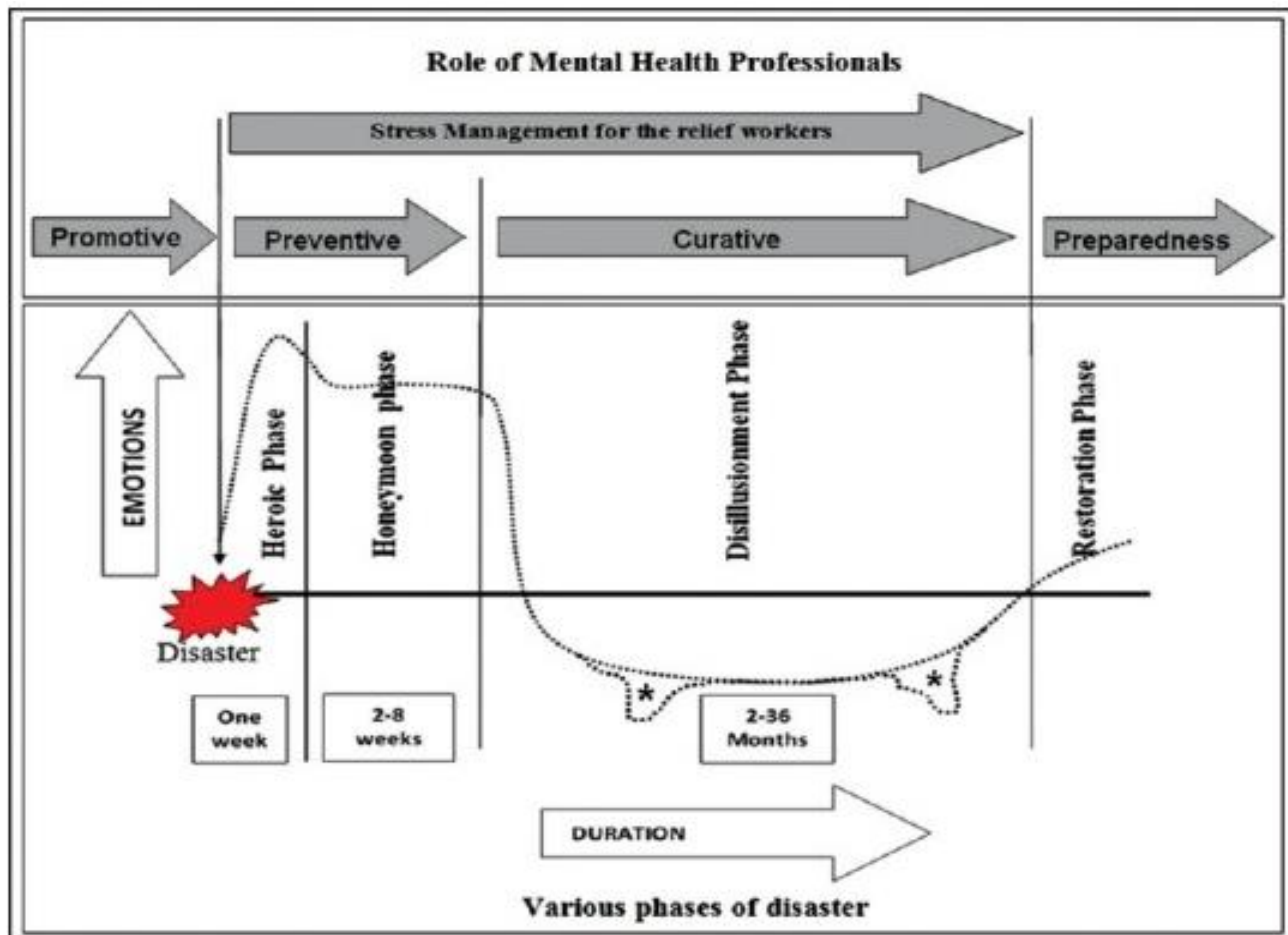 Role of Mental Health Professionals
Stress Management for the relief workers
Promotive
Preventive
Curative
Preparedness
EMOTIONS
Heroic Phase
Honeymoon phase
Disillusionment Phase
Restoration Phase
Disaster
*
*
One
week
2-8
weeks
2-36
Months
DURATION
Various phases of disaster